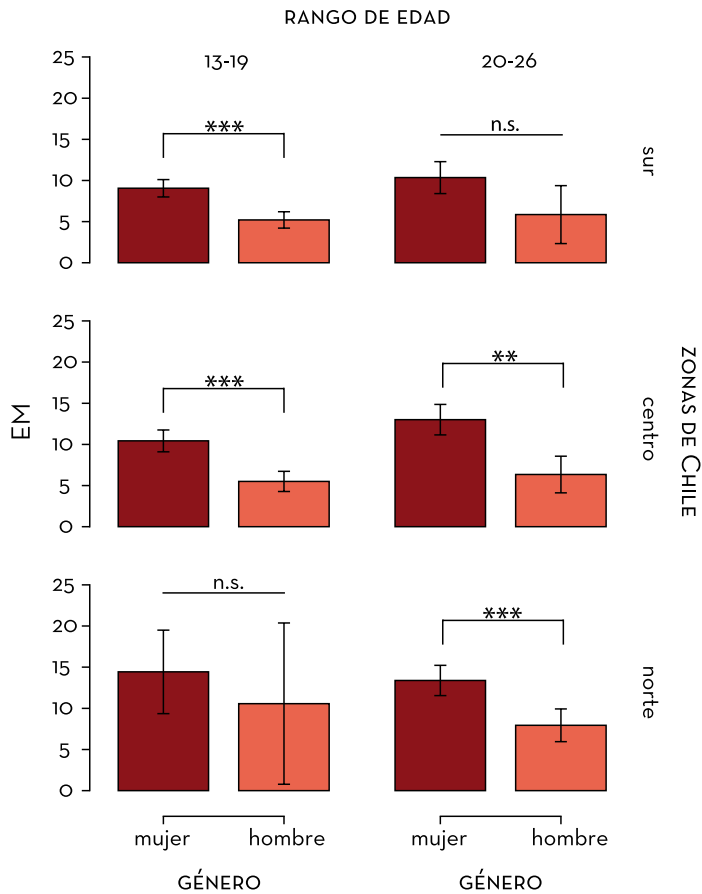 RANGO DE EDAD
13-19
20-26
25
20
15
10
5
0
***
n.s.
sur
25
20
15
10
5
0
***
**
centro
EM
ZONAS DE CHILE
25
20
15
10
5
0
n.s.
***
norte
mujer hombre
mujer hombre
GÉNERO
GÉNERO